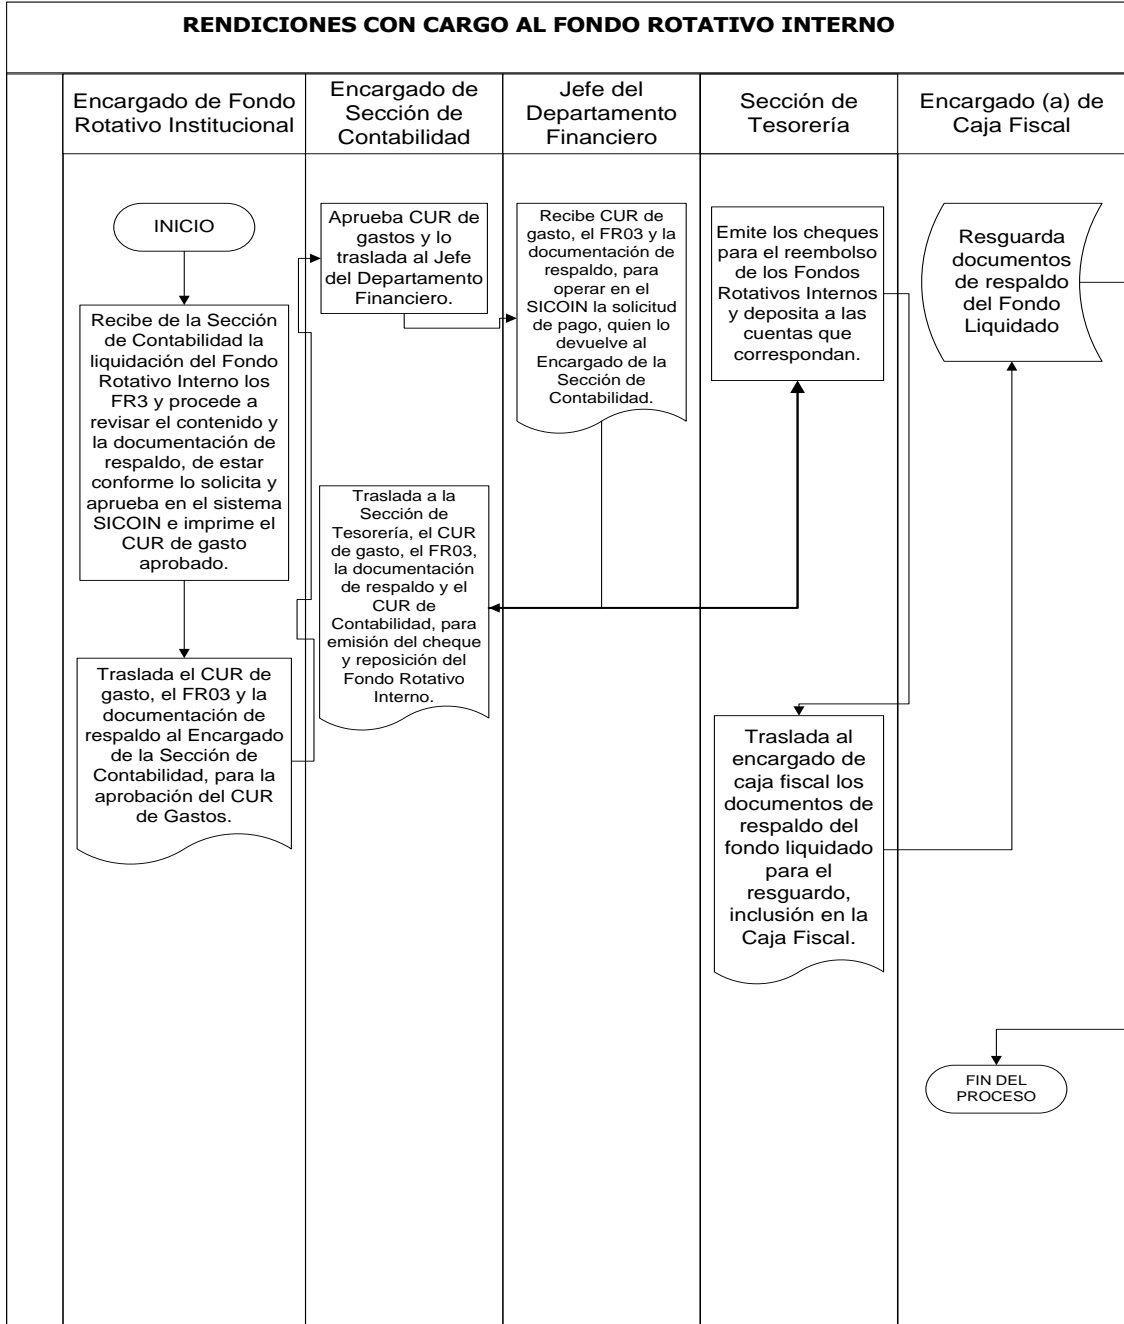 RENDICIONES CON CARGO AL FONDO ROTATIVO INTERNO
Encargado de Fondo
Rotativo Institucional
Encargado de
Sección de
Contabilidad
Jefe del
Departamento
Financiero
Sección de
Tesorería
Encargado (a) de
Caja Fiscal
INICIO
Recibe de la Sección
de Contabilidad la
liquidación del Fondo
Rotativo Interno los
FR3 y procede a
revisar el contenido y
la documentación de
respaldo, de estar
conforme lo solicita y
aprueba en el sistema
SICOIN e imprime el
CUR de gasto
aprobado.
Traslada el CUR de
gasto, el FR03 y la
documentación de
respaldo al Encargado
de la Sección de
Contabilidad, para la
aprobación del CUR
de Gastos.
Aprueba CUR de
gastos y lo
traslada al Jefe
del Departamento
Financiero.
Traslada a la
Sección de
Tesorería, el CUR
de gasto, el FR03,
la documentación
de respaldo y el
CUR de
Contabilidad, para
emisión del cheque
y reposición del
Fondo Rotativo
Interno.
Recibe CUR de
gasto, el FR03 y la
documentación de
respaldo, para
operar en el
SICOIN la solicitud
de pago, quien lo
devuelve al
Encargado de la
Sección de
Contabilidad.
Emite los cheques
para el reembolso
de los Fondos
Rotativos Internos
y deposita a las
cuentas que
correspondan.
Traslada al
encargado de
caja fiscal los
documentos de
respaldo del
fondo liquidado
para el
resguardo,
inclusión en la
Caja Fiscal.
Resguarda
documentos
de respaldo
del Fondo
Liquidado
FIN DEL
PROCESO